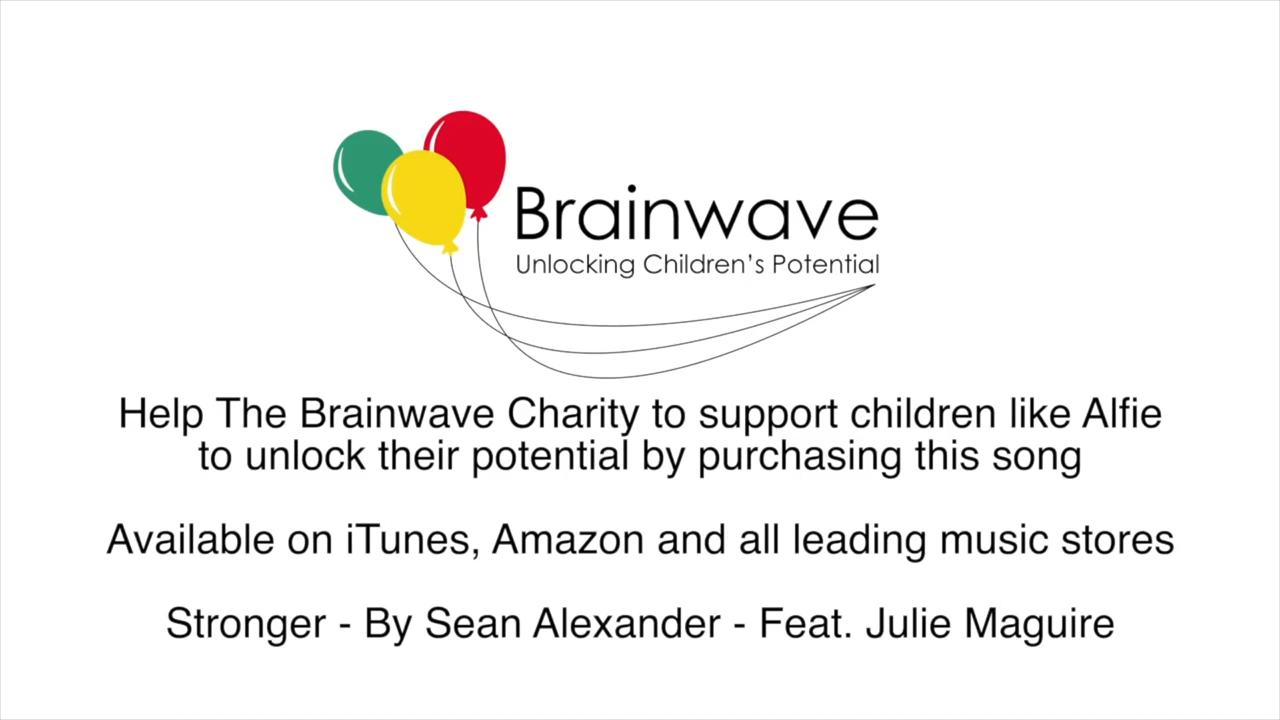 Brainwave
Unlocking Children's Potential
Help The Brainwave Charity to support children like Alfie
to unlock their potential by purchasing this song
Available on iTunes, Amazon and all leading music stores
Stronger - By Sean Alexander - Feat. Julie Maguire